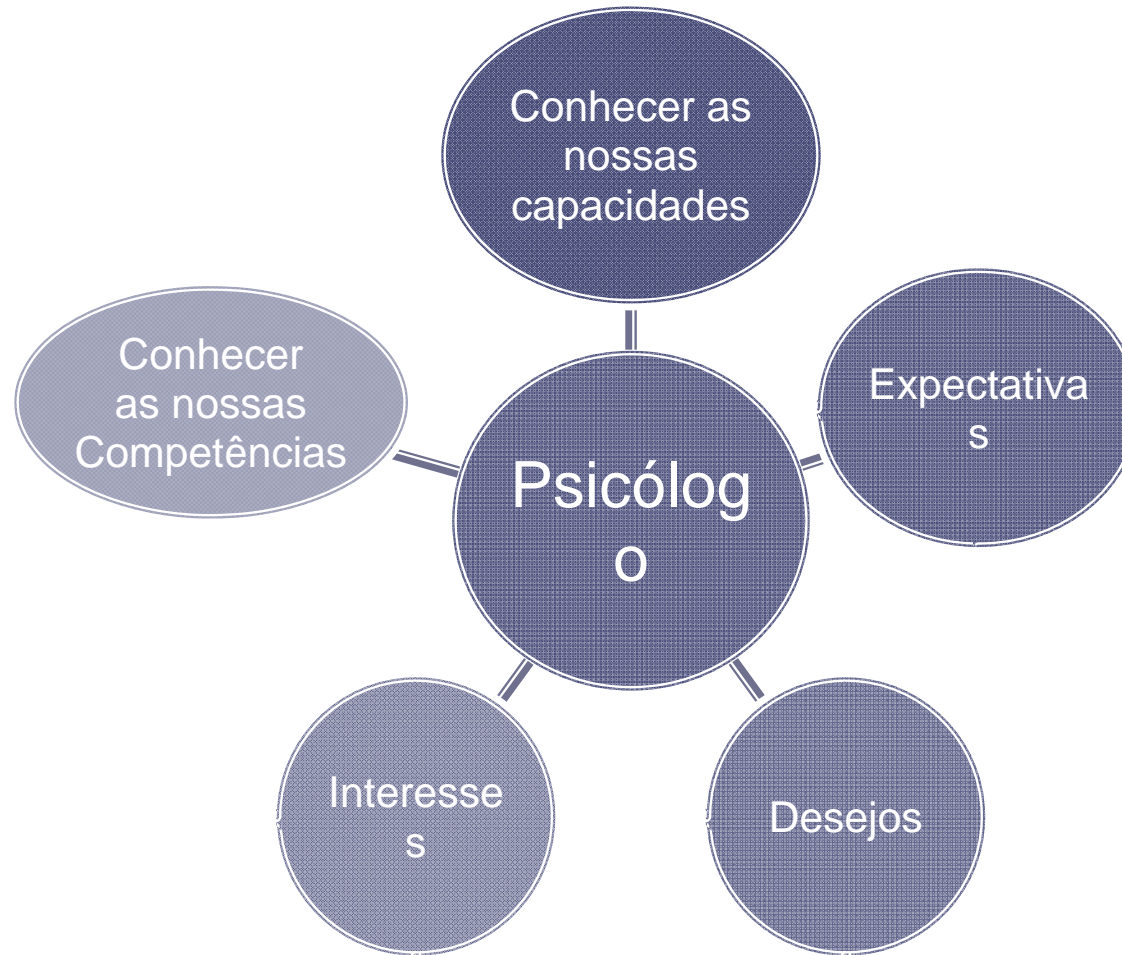 Conhecer as
nossas
capacidades
Expectativa
s
Conhecer
as nossas
Competências
Psicólog
o
Interesse
s
Desejos